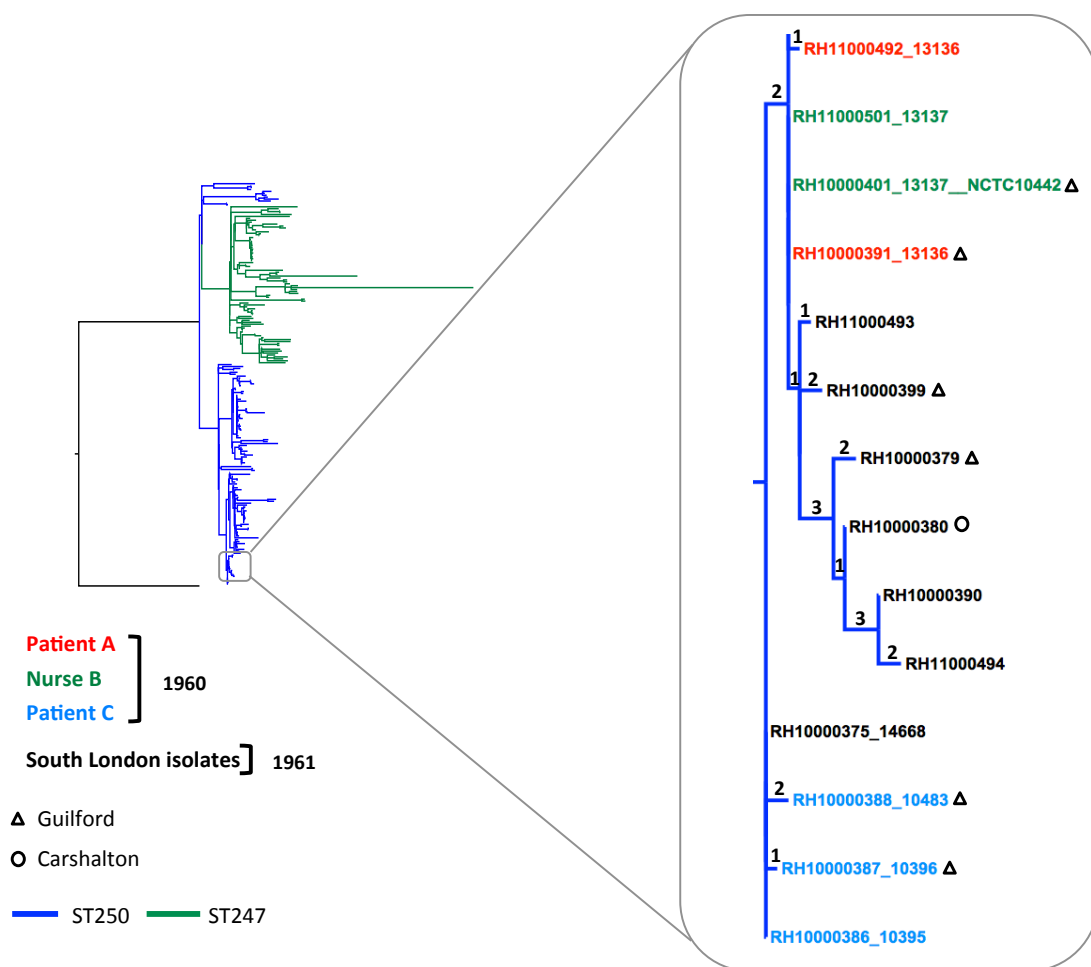 1
RH11000492_13136
2
RH11000501_13137
RH10000401_13137__NCTC10442
RH10000391_13136
1
RH11000493
1
2
RH10000399
2
RH10000379
3
RH10000380
1
RH10000390
3
2
RH11000494
RH10000375_14668
2
RH10000388_10483
1
RH10000387_10396
RH10000386_10395
Patient A
Nurse B
Patient C
1960
South London isolates
1961
Guilford
Carshalton
ST250
ST247